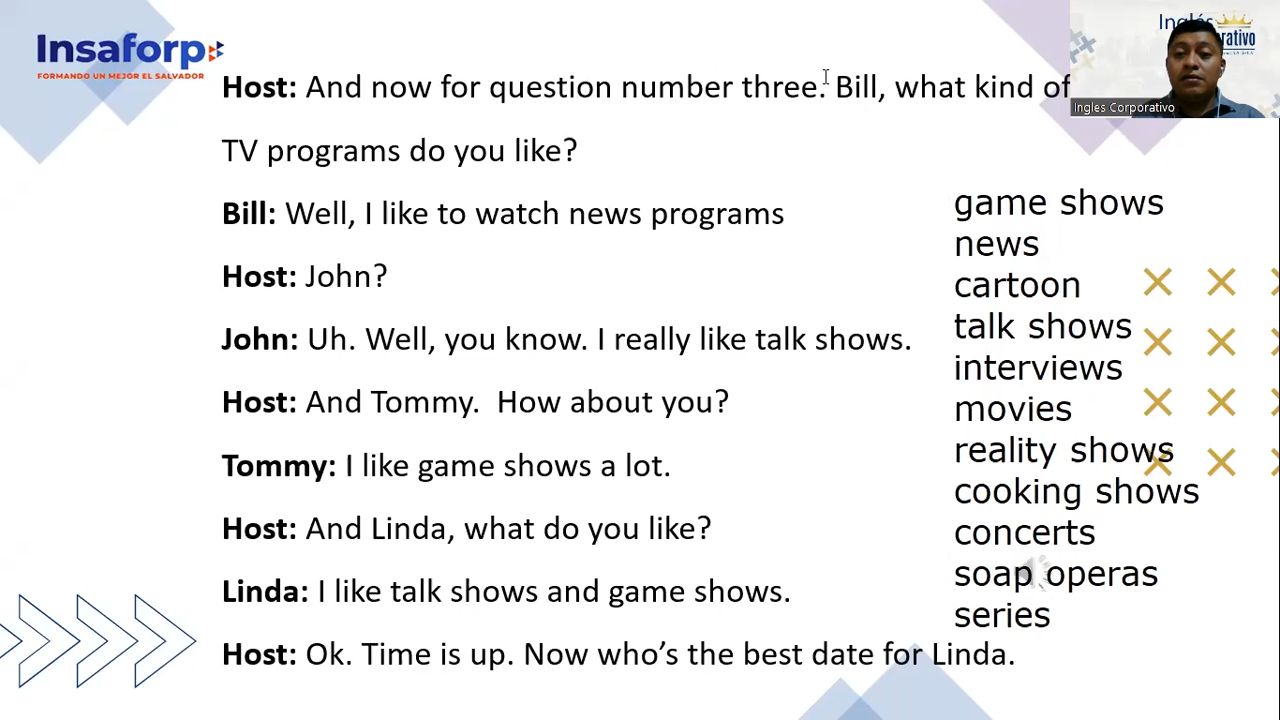 Insaforp
FORMANDO UN MEJOR EL SALVADOR
Inglés
rativo
Ingles Corporativo
Host: And now for question number three. Bill, what kind of
TV programs do you like?
Bill: Well, I like to watch news programs
Host: John?
John: Uh. Well, you know. I really like talk shows.
Host: And Tommy. How about you?
Tommy: I like game shows a lot.
Host: And Linda, what do you like?
Linda: I like talk shows and game shows.
Host: Ok. Time is up. Now who’s the best date for Linda.
game shows
news
cartoon
talk shows
interviews
movies
reality shows
cooking shows
concerts
soap operas
series